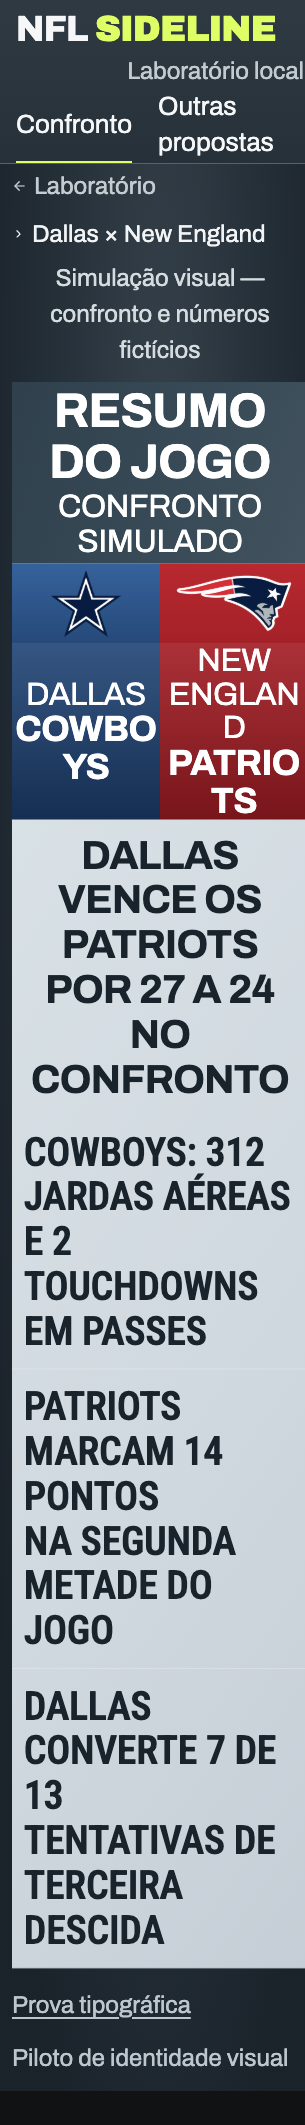 NFL SIDELINE
Laboratório local
Confronto
Outras
propostas
← Laboratório
› Dallas × New England
Simulação visual —
confronto e números
fictícios
RESUMO
DO JOGO
CONFRONTO
SIMULADO
DALLAS
COWBO
YS
NEW
ENGLAN
D
PATRIO
TS
DALLAS
VENCE OS
PATRIOTS
POR 27 A 24
NO
CONFRONTO
COWBOYS: 312
JARDAS AÉREAS
E 2
TOUCHDOWNS
EM PASSES
PATRIOTS
MARCAM 14
PONTOS
NA SEGUNDA
METADE DO
JOGO
DALLAS
CONVERTE 7 DE
13
TENTATIVAS DE
TERCEIRA
DESCIDA
Prova tipográfica
Piloto de identidade visual